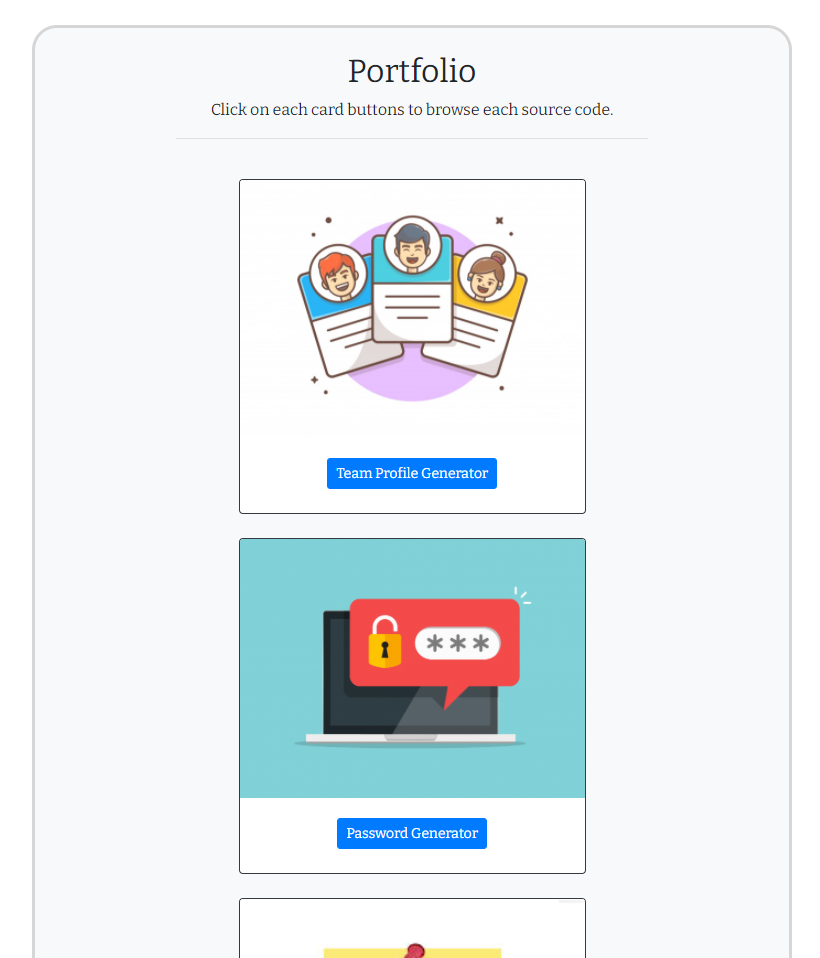 Portfolio
Click on each card buttons to browse each source code.
Team Profile Generator
***
Password Generator